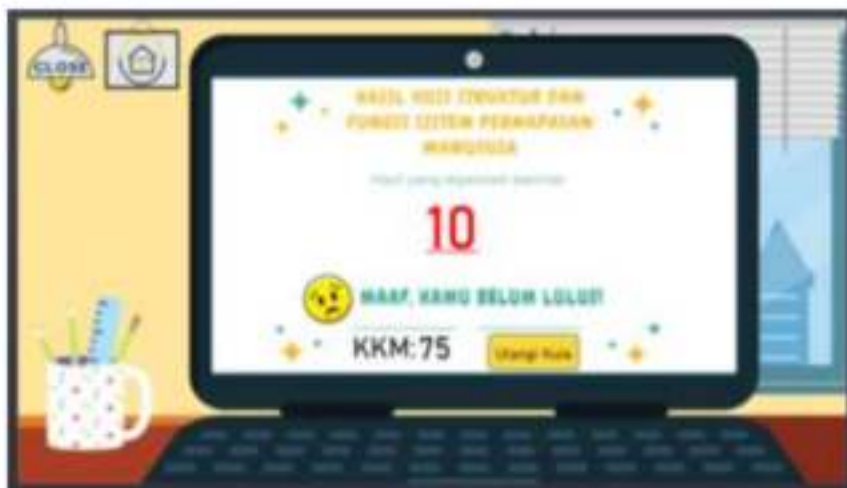 CLOSE
HASIL KUIS STRUKTUR DAN
FUNGSI SISTEM PERNAPASAN
MANUSIA
10
MAAF, KAMU BELUM LULUS!
KKM: 75
Ulangi Kuis